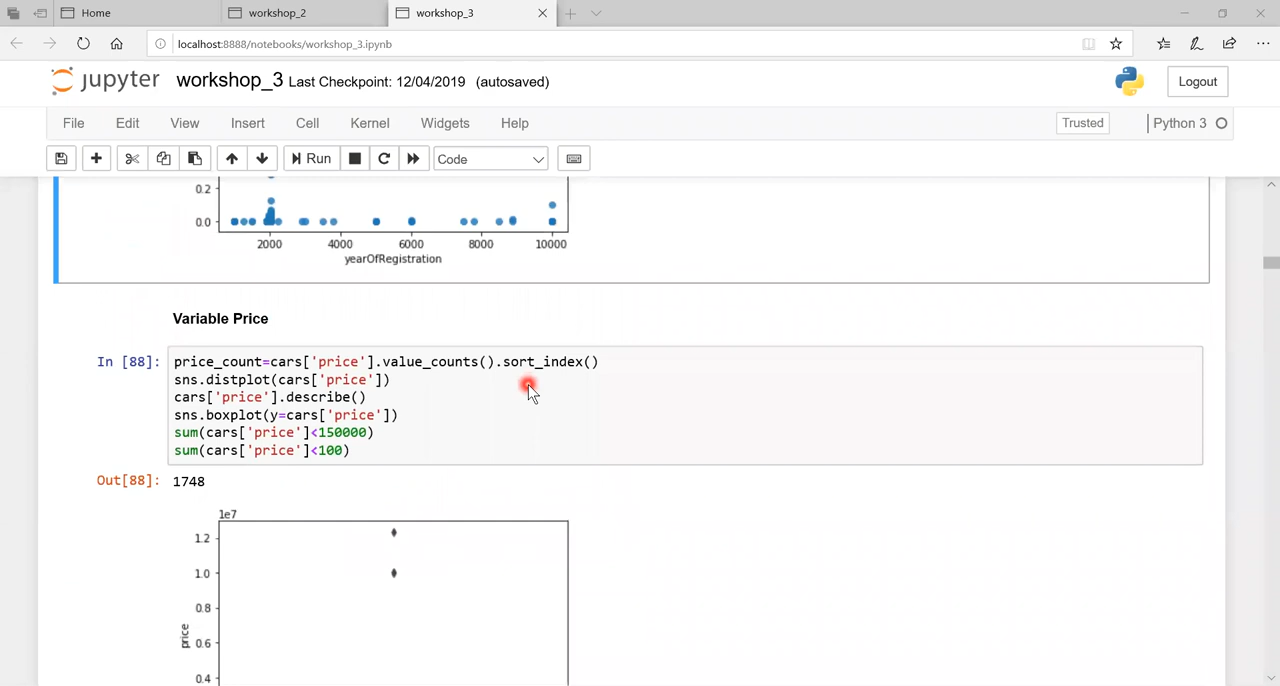 Home
workshop_2
workshop_3
localhost:8888/notebooks/workshop_3.ipynb
jupyter workshop_3 Last Checkpoint: 12/04/2019 (autosaved)
Logout
File Edit View Insert Cell Kernel Widgets Help
Trusted
Python 3
Run
Code
0.2
0.0
2000 4000 6000 8000 10000
yearOfRegistration
Variable Price
In [88]:
price_count=cars['price'].value_counts().sort_index()
sns.distplot(cars['price'])
cars['price'].describe()
sns.boxplot(y=cars['price'])
sum(cars['price']<150000)
sum(cars['price']<100)
Out[88]: 1748
1e7
1.2
1.0
0.8
price
0.6
0.4